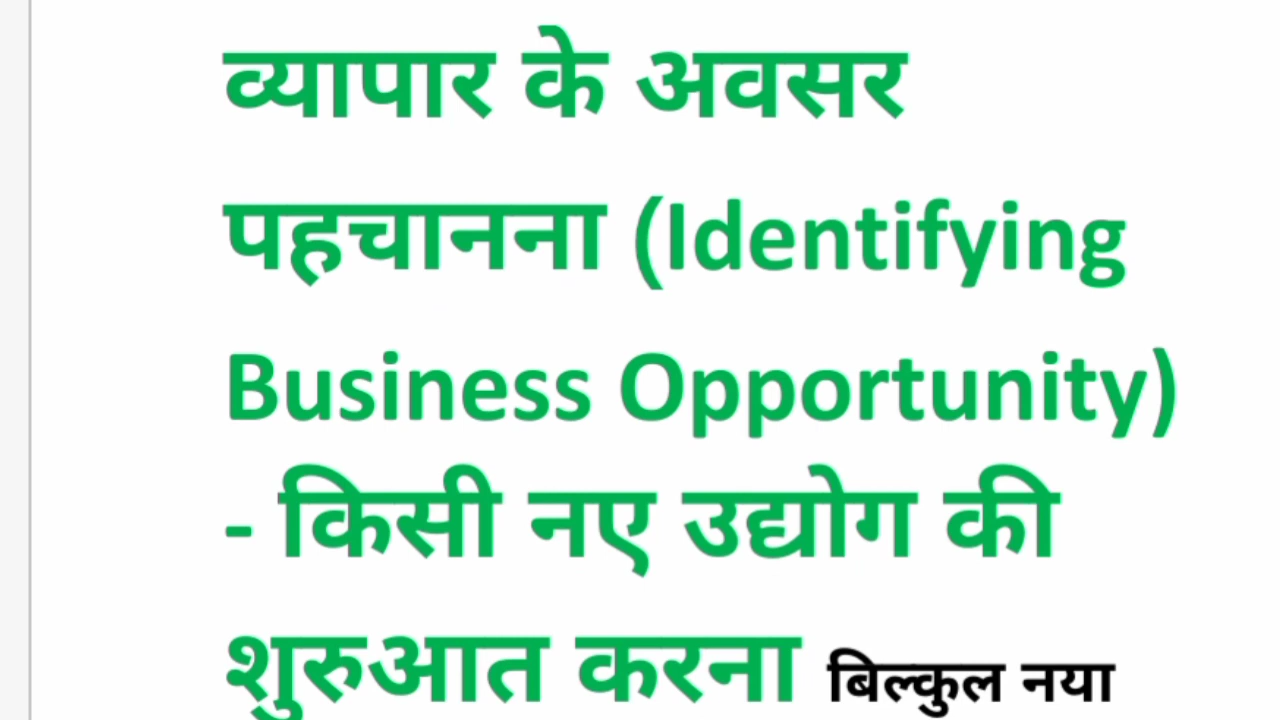 व्यापार के अवसर
पहचानना (Identifying
Business Opportunity)
- किसी नए उद्योग की
शुरुआत करना बिल्कुल नया